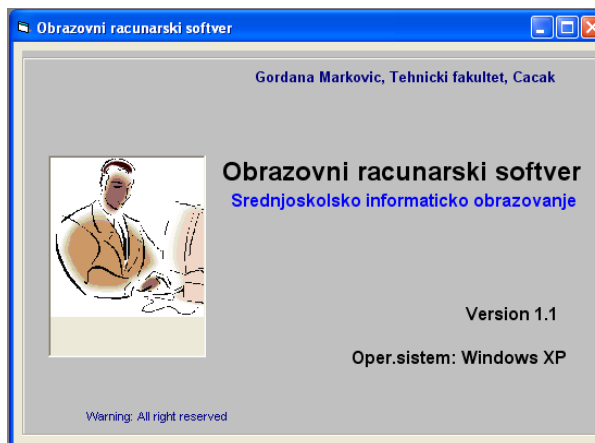 Obrazovni racunarski softver
Gordana Markovic, Tehnicki fakultet, Cacak
Obrazovni racunarski softver
Srednjoskolsko informaticko obrazovanje
Version 1.1
Oper.sistem: Windows XP
Warning: All right reserved